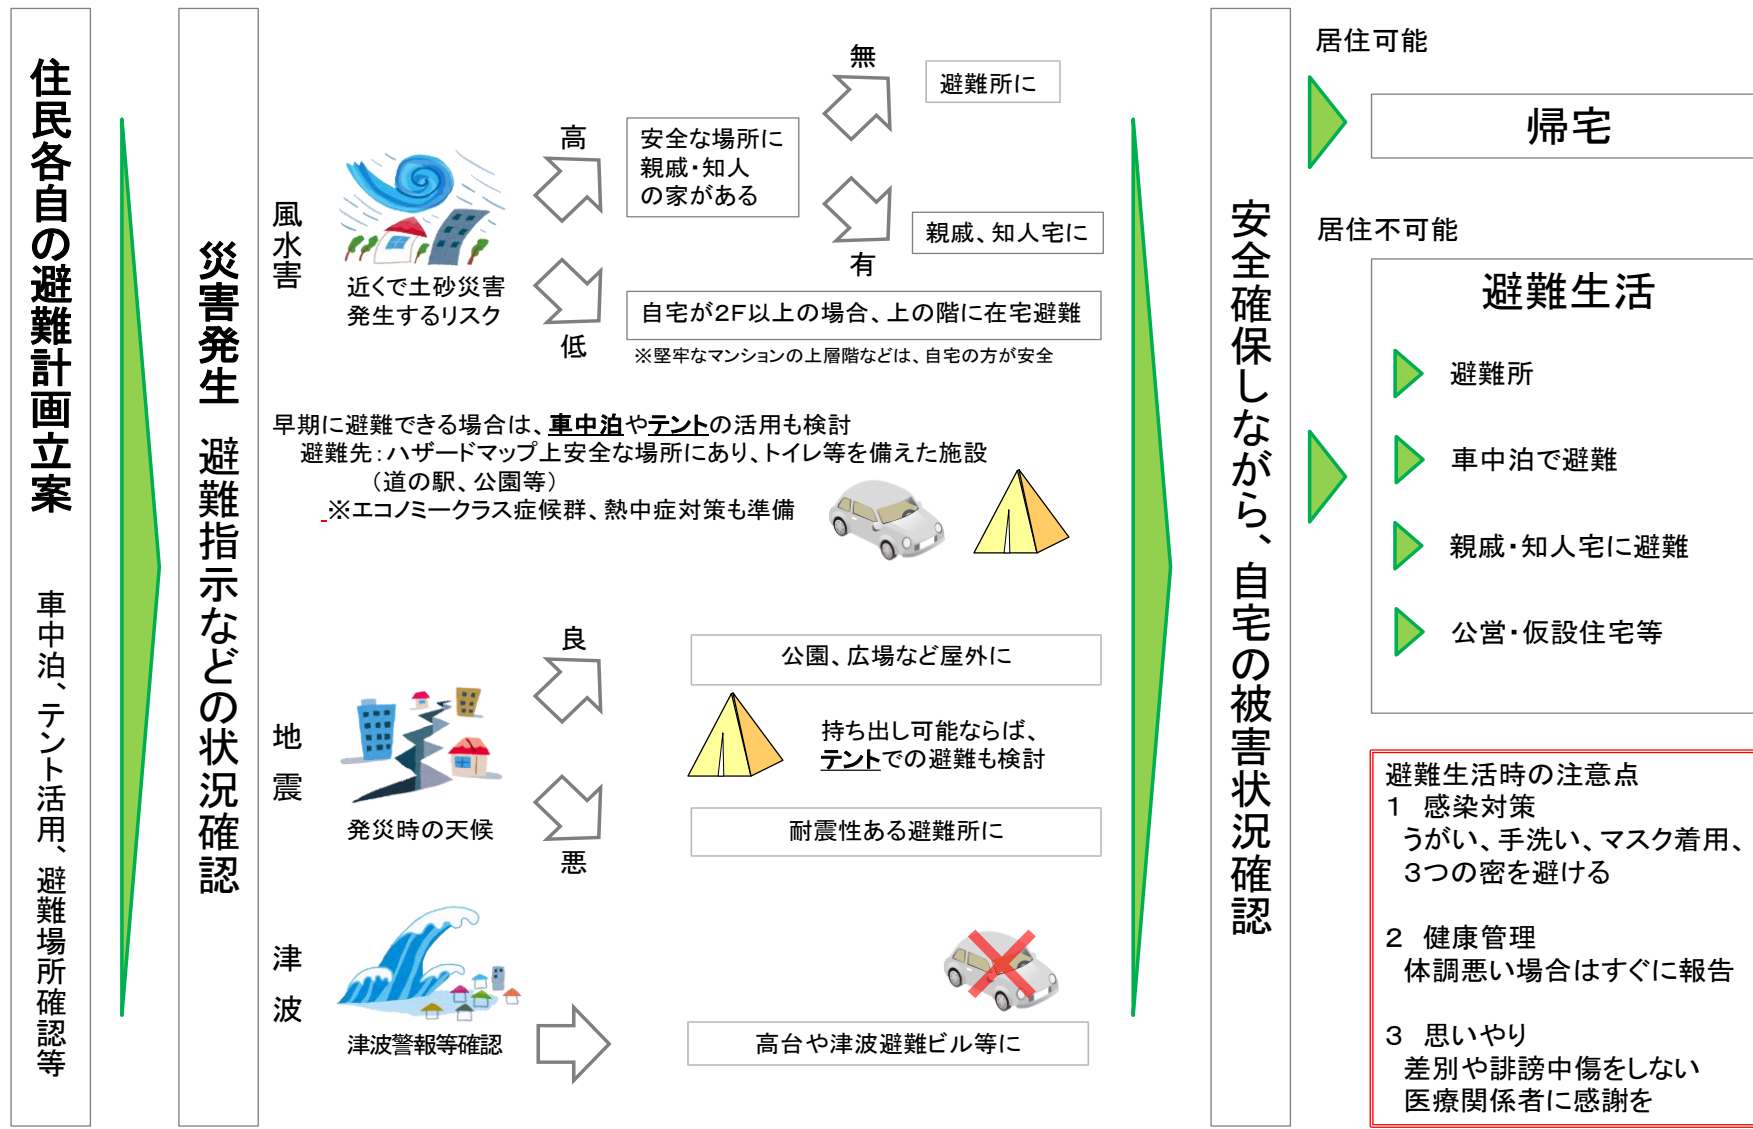 住民各自の避難計画立案　車中泊、テント活用、避難場所確認等
災害発生　避難指示などの状況確認
風水害
近くで土砂災害
発生するリスク
高
低
安全な場所に
親戚・知人
の家がある
無
避難所に
有
親戚、知人宅に
自宅が2F以上の場合、上の階に在宅避難
※堅牢なマンションの上層階などは、自宅の方が安全
早期に避難できる場合は、車中泊やテントの活用も検討
避難先：ハザードマップ上安全な場所にあり、トイレ等を備えた施設
（道の駅、公園等）
※エコノミークラス症候群、熱中症対策も準備
地震
発災時の天候
良
悪
公園、広場など屋外に
持ち出し可能ならば、
テントでの避難も検討
耐震性ある避難所に
津波
津波警報等確認
高台や津波避難ビル等に
安全確保しながら、自宅の被害状況確認
居住可能
帰宅
居住不可能
避難生活
避難所
車中泊で避難
親戚・知人宅に避難
公営・仮設住宅等
避難生活時の注意点
1　感染対策
うがい、手洗い、マスク着用、
3つの密を避ける
2　健康管理
体調悪い場合はすぐに報告
3　思いやり
差別や誹謗中傷をしない
医療関係者に感謝を